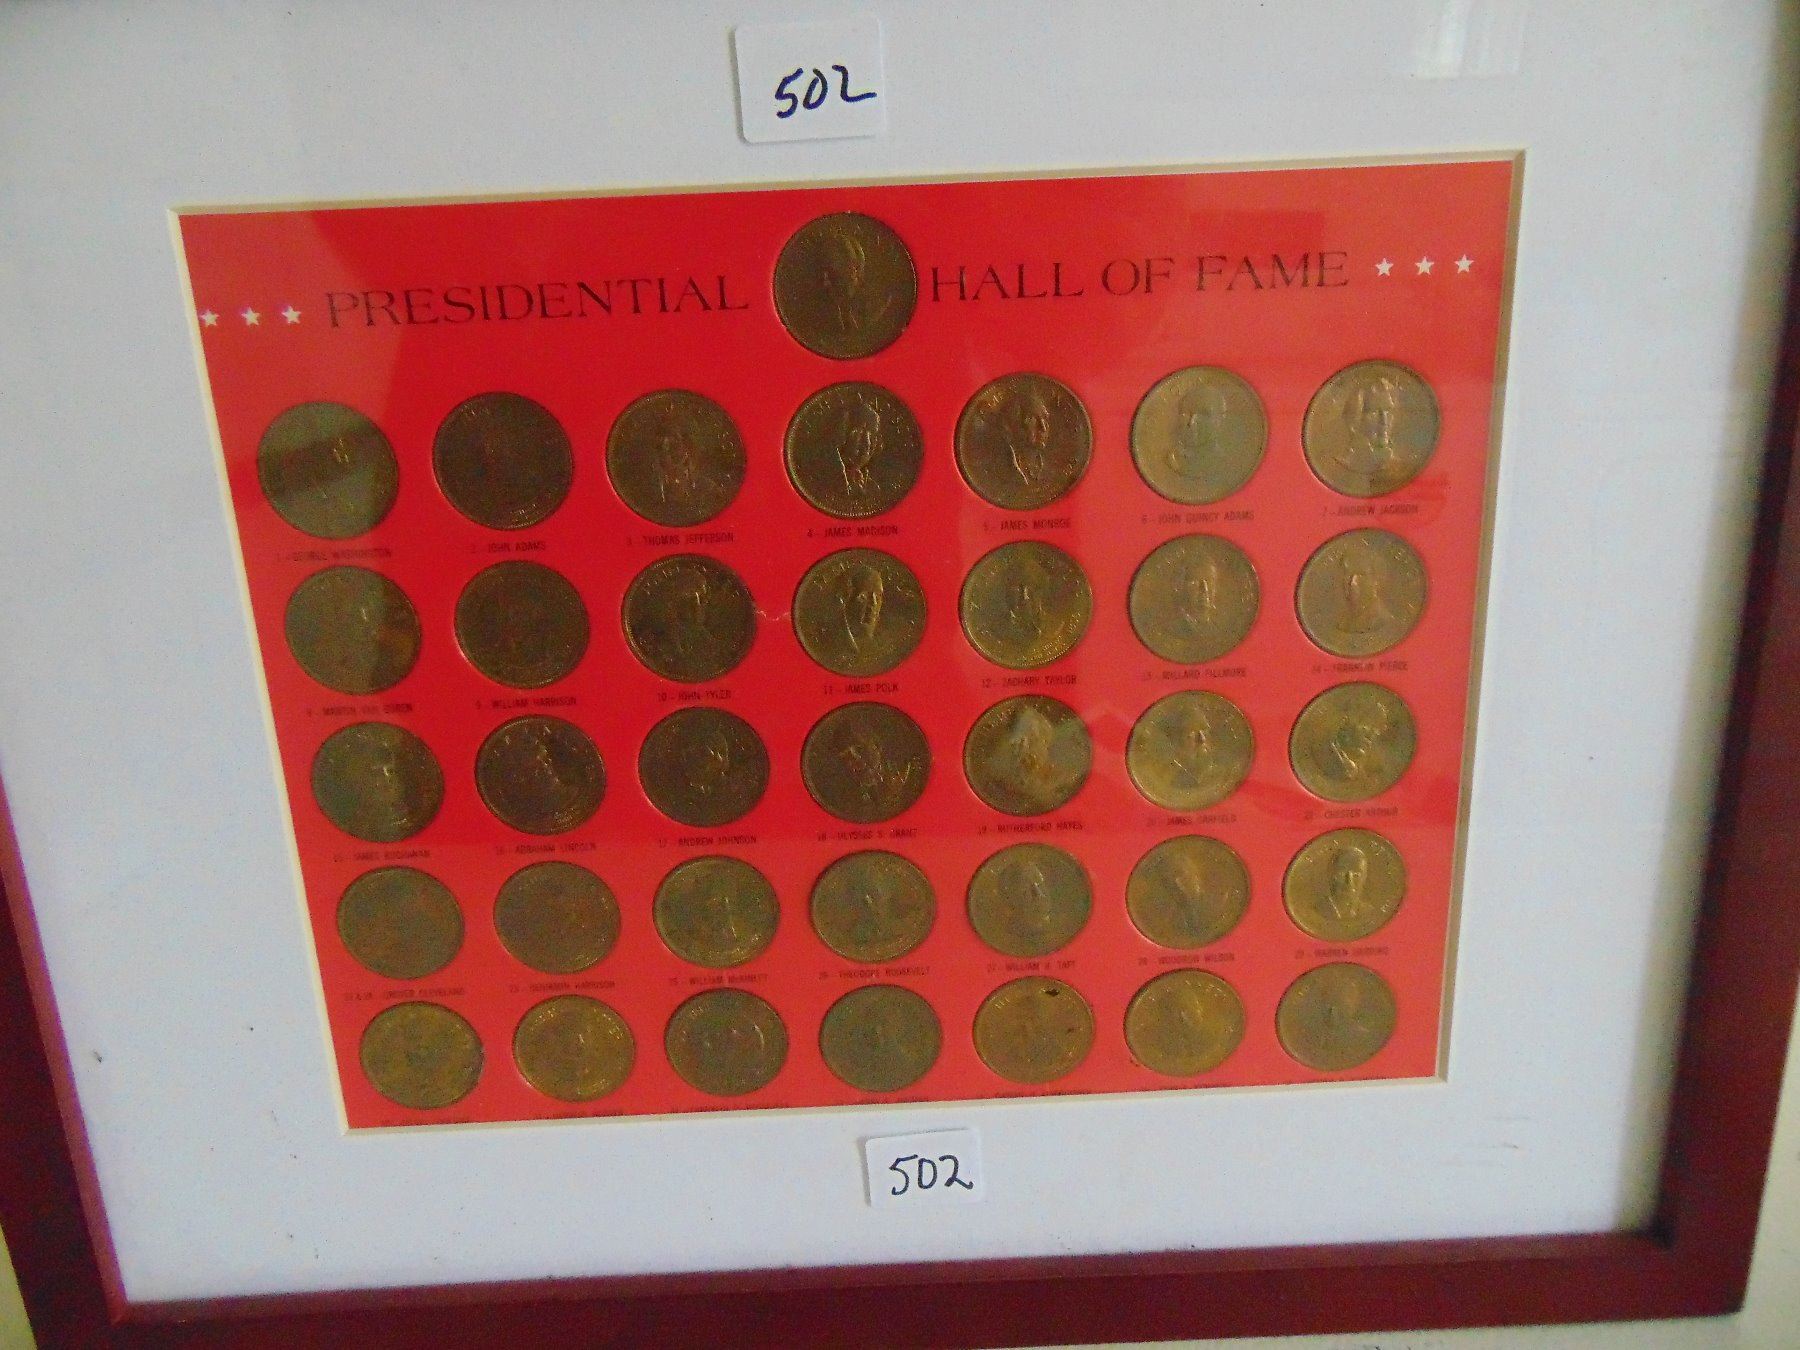 502
★ ★ ★ PRESIDENTIAL HALL OF FAME ★ ★ ★
1 - GEORGE WASHINGTON 2 - JOHN ADAMS 3 - THOMAS JEFFERSON 4 - JAMES MADISON 5 - JAMES MONROE 6 - JOHN QUINCY ADAMS 7 - ANDREW JACKSON
8 - MARTIN VAN BUREN 9 - WILLIAM HARRISON 10 - JOHN TYLER 11 - JAMES POLK 12 - ZACHARY TAYLOR 13 - MILLARD FILLMORE 14 - FRANKLIN PIERCE
15 - JAMES BUCHANAN 16 - ABRAHAM LINCOLN 17 - ANDREW JOHNSON 18 - ULYSSES S. GRANT 19 - RUTHERFORD HAYES 20 - JAMES GARFIELD 21 - CHESTER ARTHUR
22 & 24 - GROVER CLEVELAND 23 - BENJAMIN HARRISON 25 - WILLIAM McKINLEY 26 - THEODORE ROOSEVELT 27 - WILLIAM H. TAFT 28 - WOODROW WILSON 29 - WARREN HARDING
502